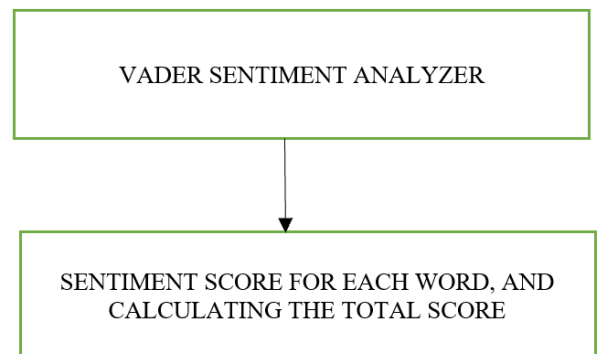 VADER SENTIMENT ANALYZER
SENTIMENT SCORE FOR EACH WORD, AND
CALCULATING THE TOTAL SCORE